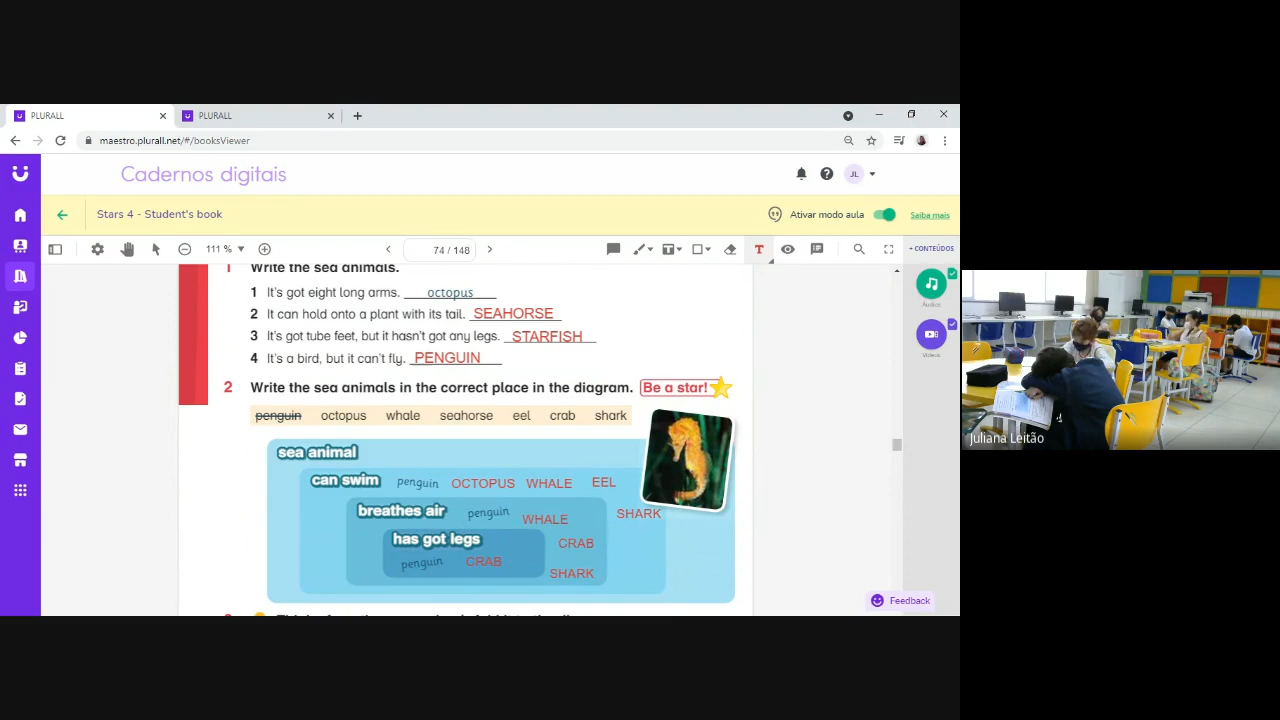 PLURALL
PLURALL
maestro.plurall.net/#/booksViewer
Cadernos digitais
JL
Stars 4 - Student's book
Ativar modo aula
Saiba mais
111 %
74 / 148
T
+ CONTEÚDOS
1 Write the sea animals.
1 It's got eight long arms. octopus
2 It can hold onto a plant with its tail. SEAHORSE
3 It's got tube feet, but it hasn't got any legs. STARFISH
4 It's a bird, but it can't fly. PENGUIN
Áudios
Vídeos
2 Write the sea animals in the correct place in the diagram. Be a star!
penguin octopus whale seahorse eel crab shark
sea animal
can swim penguin OCTOPUS WHALE EEL
breathes air penguin WHALE SHARK
has got legs CRAB
penguin CRAB SHARK
Feedback
Juliana Leitão